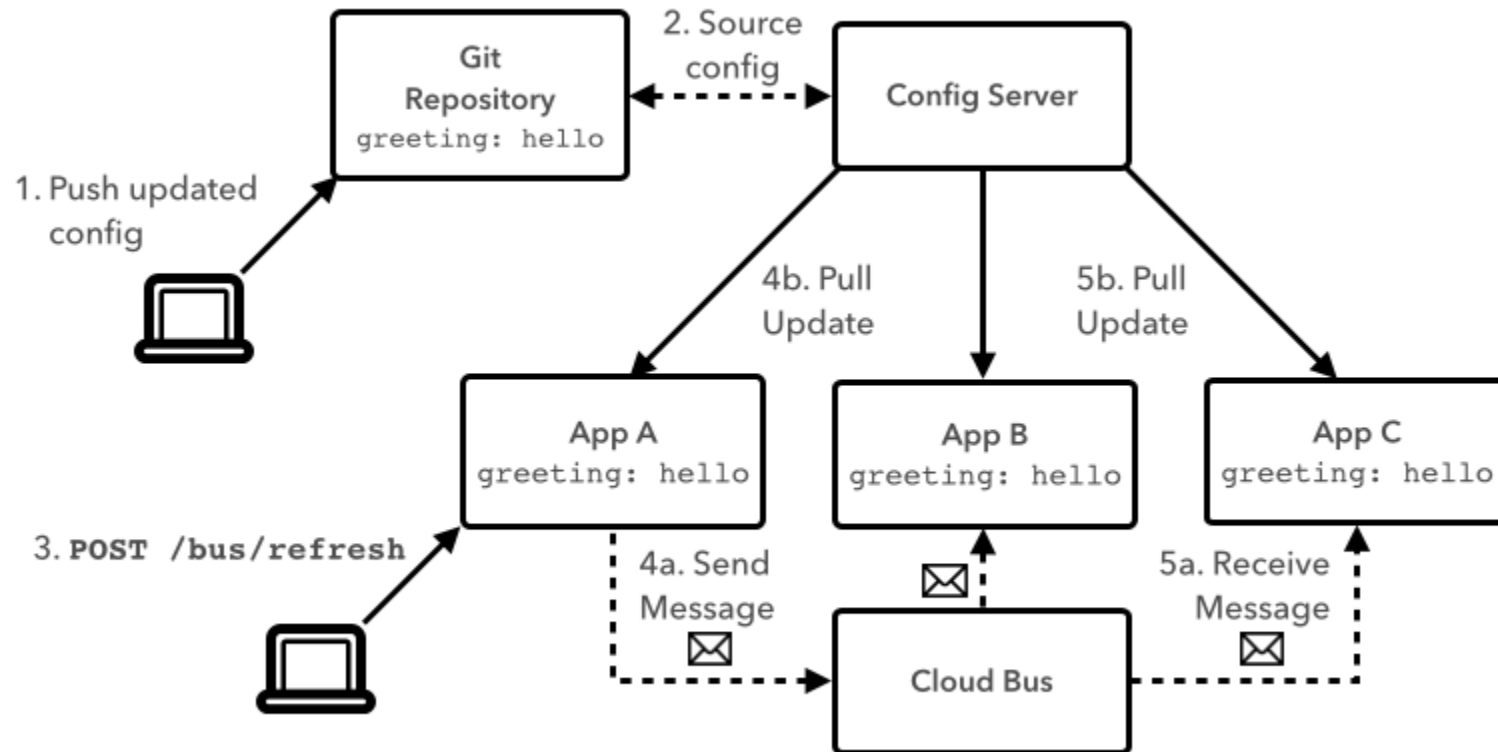 2. Source
config
Git
Repository
greeting: hello
Config Server
1. Push updated
config
4b. Pull
Update
5b. Pull
Update
App A
greeting: hello
App B
greeting: hello
App C
greeting: hello
3. POST /bus/refresh
4a. Send
Message
5a. Receive
Message
Cloud Bus